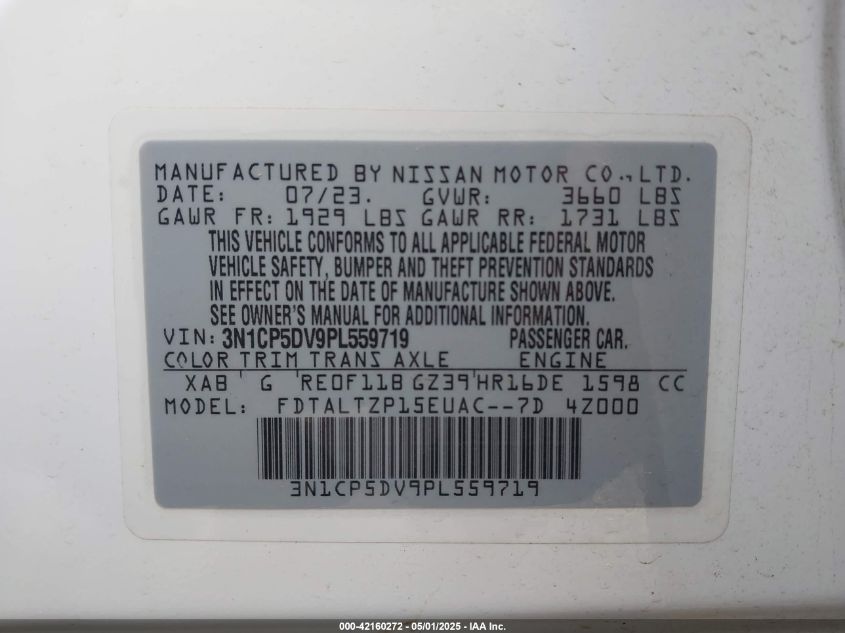 MANUFACTURED BY NISSAN MOTOR CO., LTD.
DATE: 07/23. GVWR: 3660 LBS
GAWR FR: 1929 LBS GAWR RR: 1731 LBS
THIS VEHICLE CONFORMS TO ALL APPLICABLE FEDERAL MOTOR
VEHICLE SAFETY, BUMPER AND THEFT PREVENTION STANDARDS
IN EFFECT ON THE DATE OF MANUFACTURE SHOWN ABOVE.
SEE OWNER'S MANUAL FOR ADDITIONAL INFORMATION.
VIN: 3N1CP5DV9PL559719 PASSENGER CAR.
COLOR TRIM TRANS AXLE ENGINE
XAB G RE0F11B GZ39 HR16DE 1598 CC
MODEL: FDTALTZP15EUAC--7D 4Z000
3N1CP5DV9PL559719
000-42160272 - 05/01/2025 - IAA Inc.